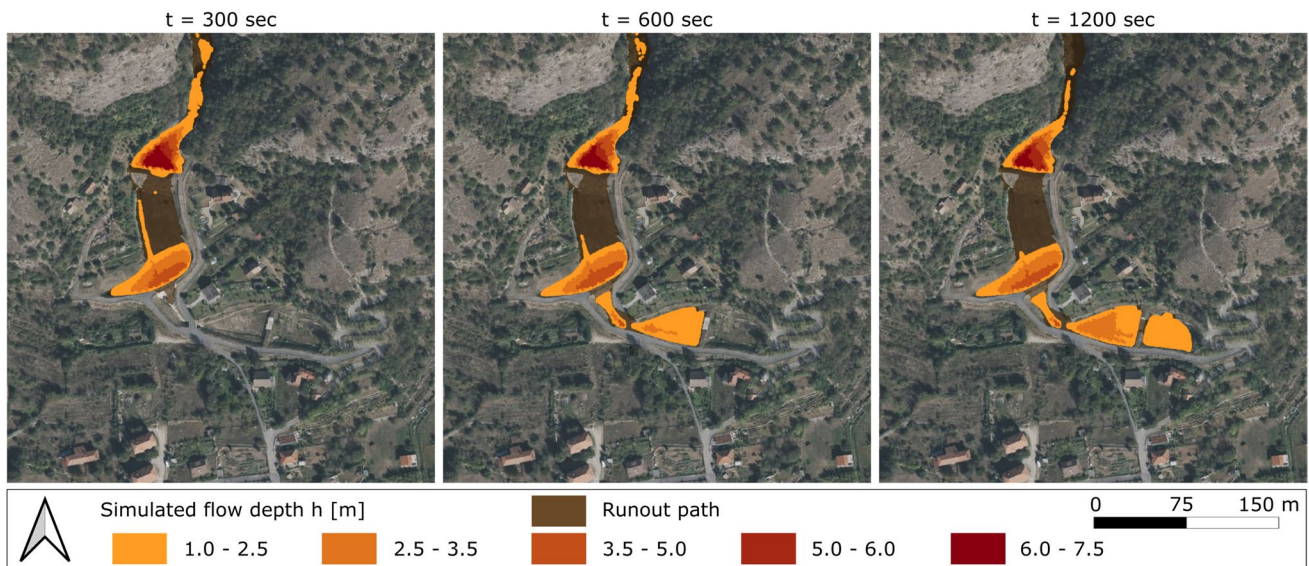 t = 300 sec
t = 600 sec
t = 1200 sec
Simulated flow depth h [m]
Runout path
0 75 150 m
1.0 - 2.5
2.5 - 3.5
3.5 - 5.0
5.0 - 6.0
6.0 - 7.5